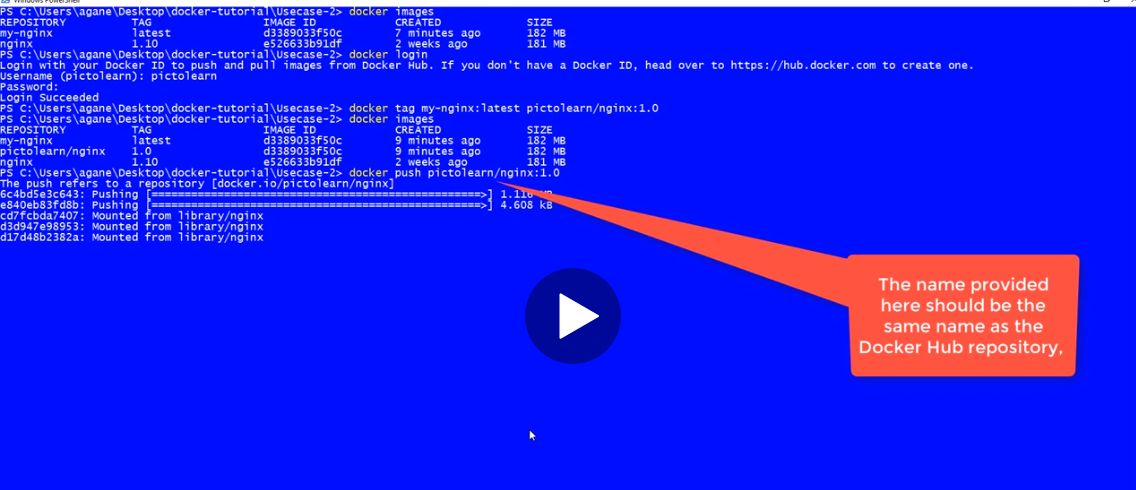 Windows PowerShell
PS C:\Users\agane\Desktop\docker-tutorial\Usecase-2> docker images
REPOSITORY TAG IMAGE ID CREATED SIZE
my-nginx latest d3389033f50c 7 minutes ago 182 MB
nginx 1.10 e526633b91df 2 weeks ago 181 MB
PS C:\Users\agane\Desktop\docker-tutorial\Usecase-2> docker login
Login with your Docker ID to push and pull images from Docker Hub. If you don't have a Docker ID, head over to https://hub.docker.com to create one.
Username (pictolearn): pictolearn
Password:
Login Succeeded
PS C:\Users\agane\Desktop\docker-tutorial\Usecase-2> docker tag my-nginx:latest pictolearn/nginx:1.0
PS C:\Users\agane\Desktop\docker-tutorial\Usecase-2> docker images
REPOSITORY TAG IMAGE ID CREATED SIZE
my-nginx latest d3389033f50c 9 minutes ago 182 MB
pictolearn/nginx 1.0 d3389033f50c 9 minutes ago 182 MB
nginx 1.10 e526633b91df 2 weeks ago 181 MB
PS C:\Users\agane\Desktop\docker-tutorial\Usecase-2> docker push pictolearn/nginx:1.0
The push refers to a repository [docker.io/pictolearn/nginx]
6c4bd5e3c643: Pushing [==================================================>]
e840eb83fd8b: Pushing [==================================================>] 4.608 kB
cd7fcbda7407: Mounted from library/nginx
d3d947e98953: Mounted from library/nginx
d17d48b2382a: Mounted from library/nginx
The name provided
here should be the
same name as the
Docker Hub repository,